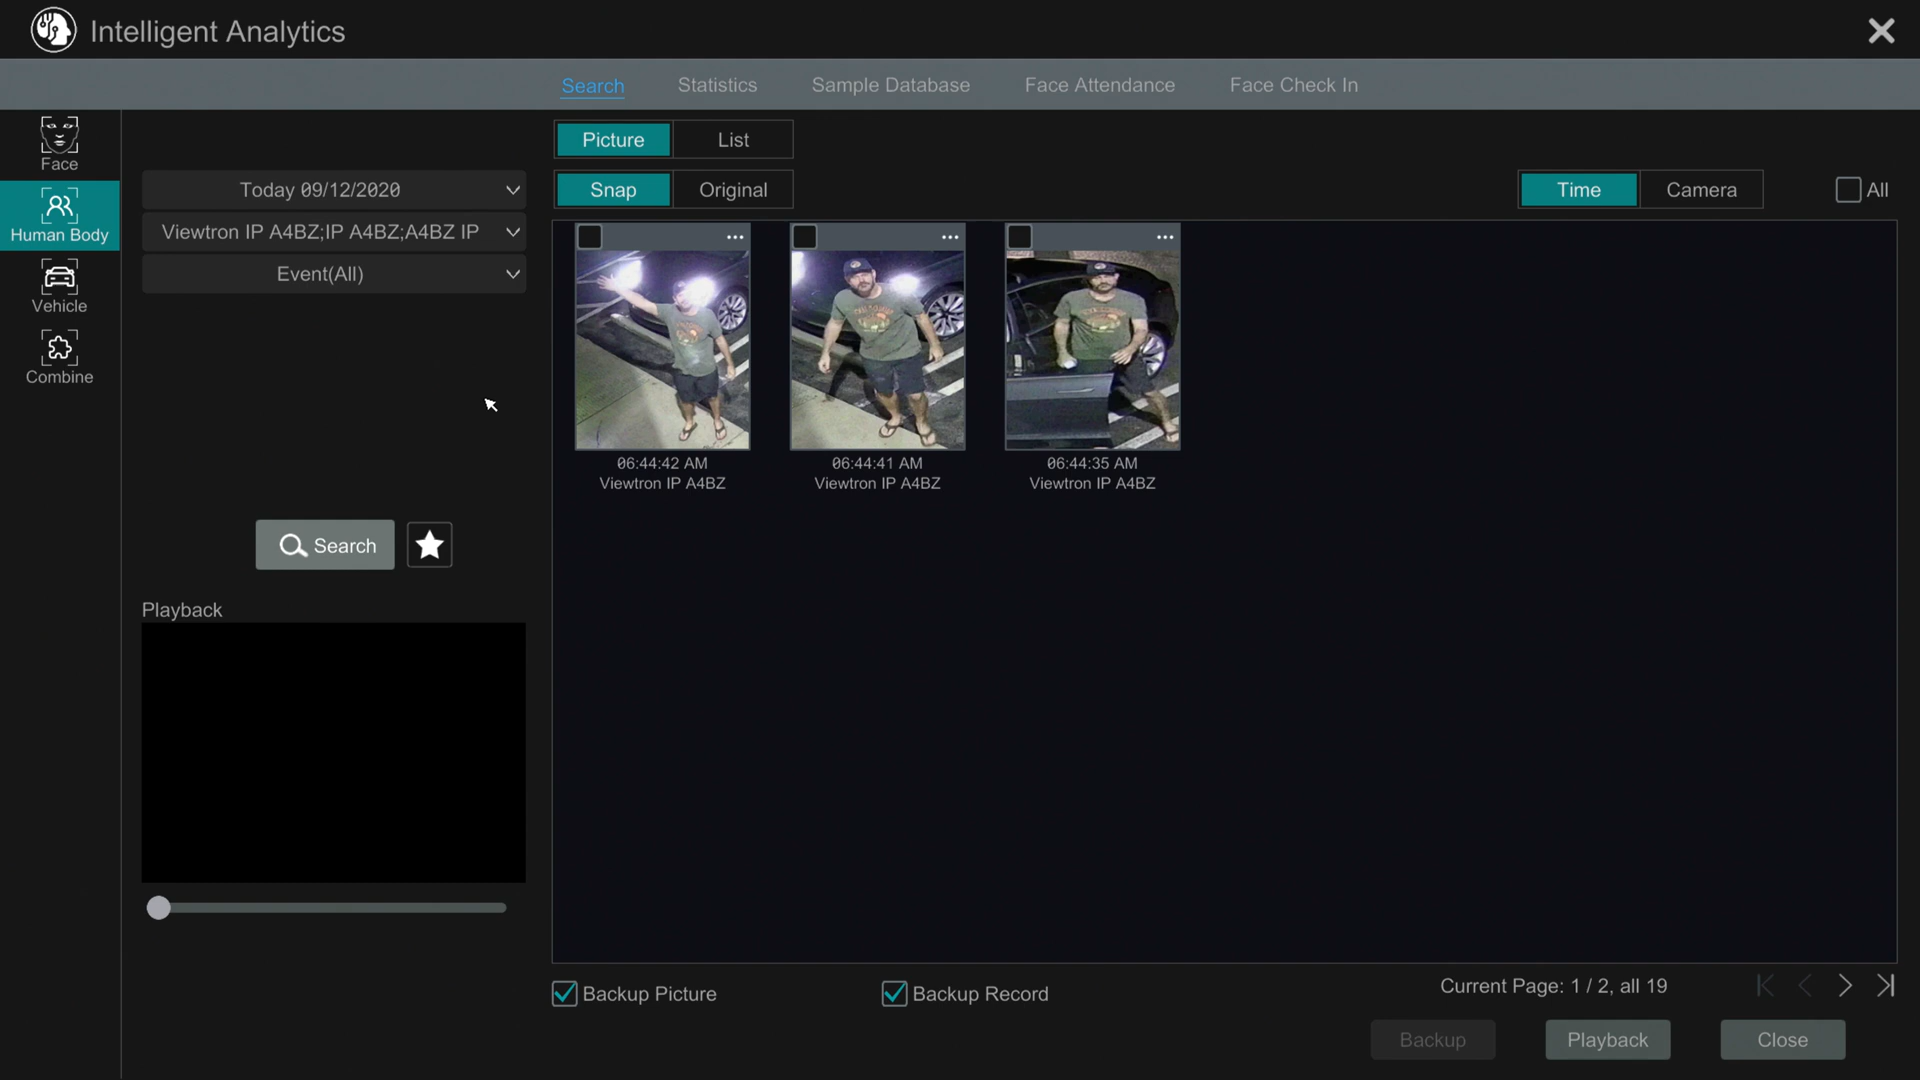 Intelligent Analytics
Search Statistics Sample Database Face Attendance Face Check In
Face
Human Body
Vehicle
Combine
Today 09/12/2020
Viewtron IP A4BZ;IP A4BZ;A4BZ IP
Event(All)
Search
Playback
Picture List
Snap Original
Time Camera All
06:44:42 AM
Viewtron IP A4BZ
06:44:41 AM
Viewtron IP A4BZ
06:44:35 AM
Viewtron IP A4BZ
Backup Picture Backup Record
Current Page: 1 / 2, all 19
Backup Playback Close